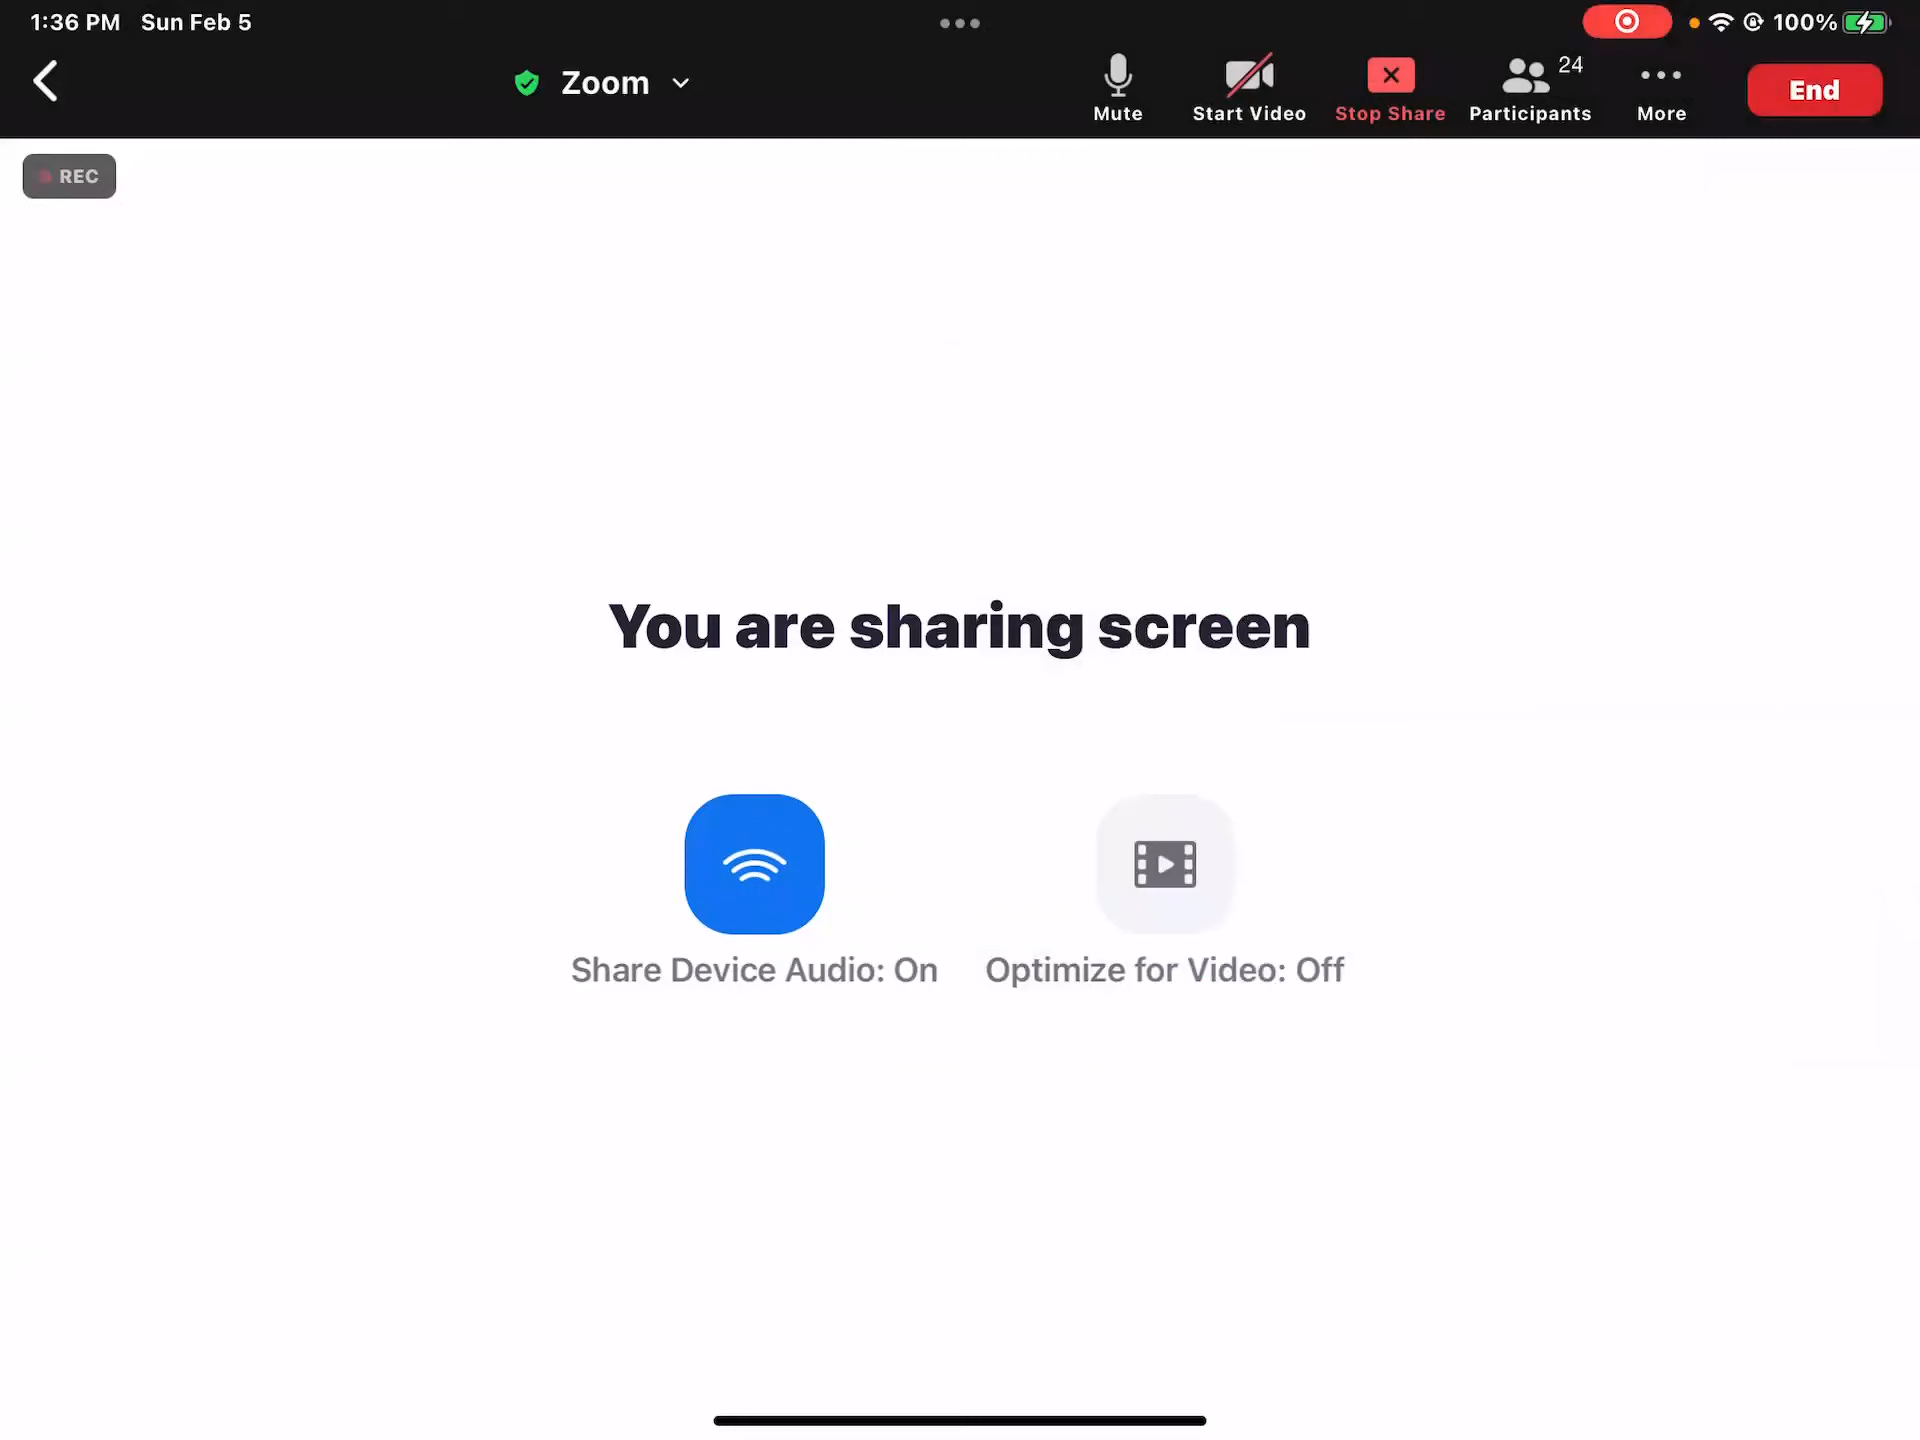 1:36 PM Sun Feb 5
100%
Zoom
24
Mute
Start Video
Stop Share
Participants
More
End
REC
You are sharing screen
Share Device Audio: On
Optimize for Video: Off